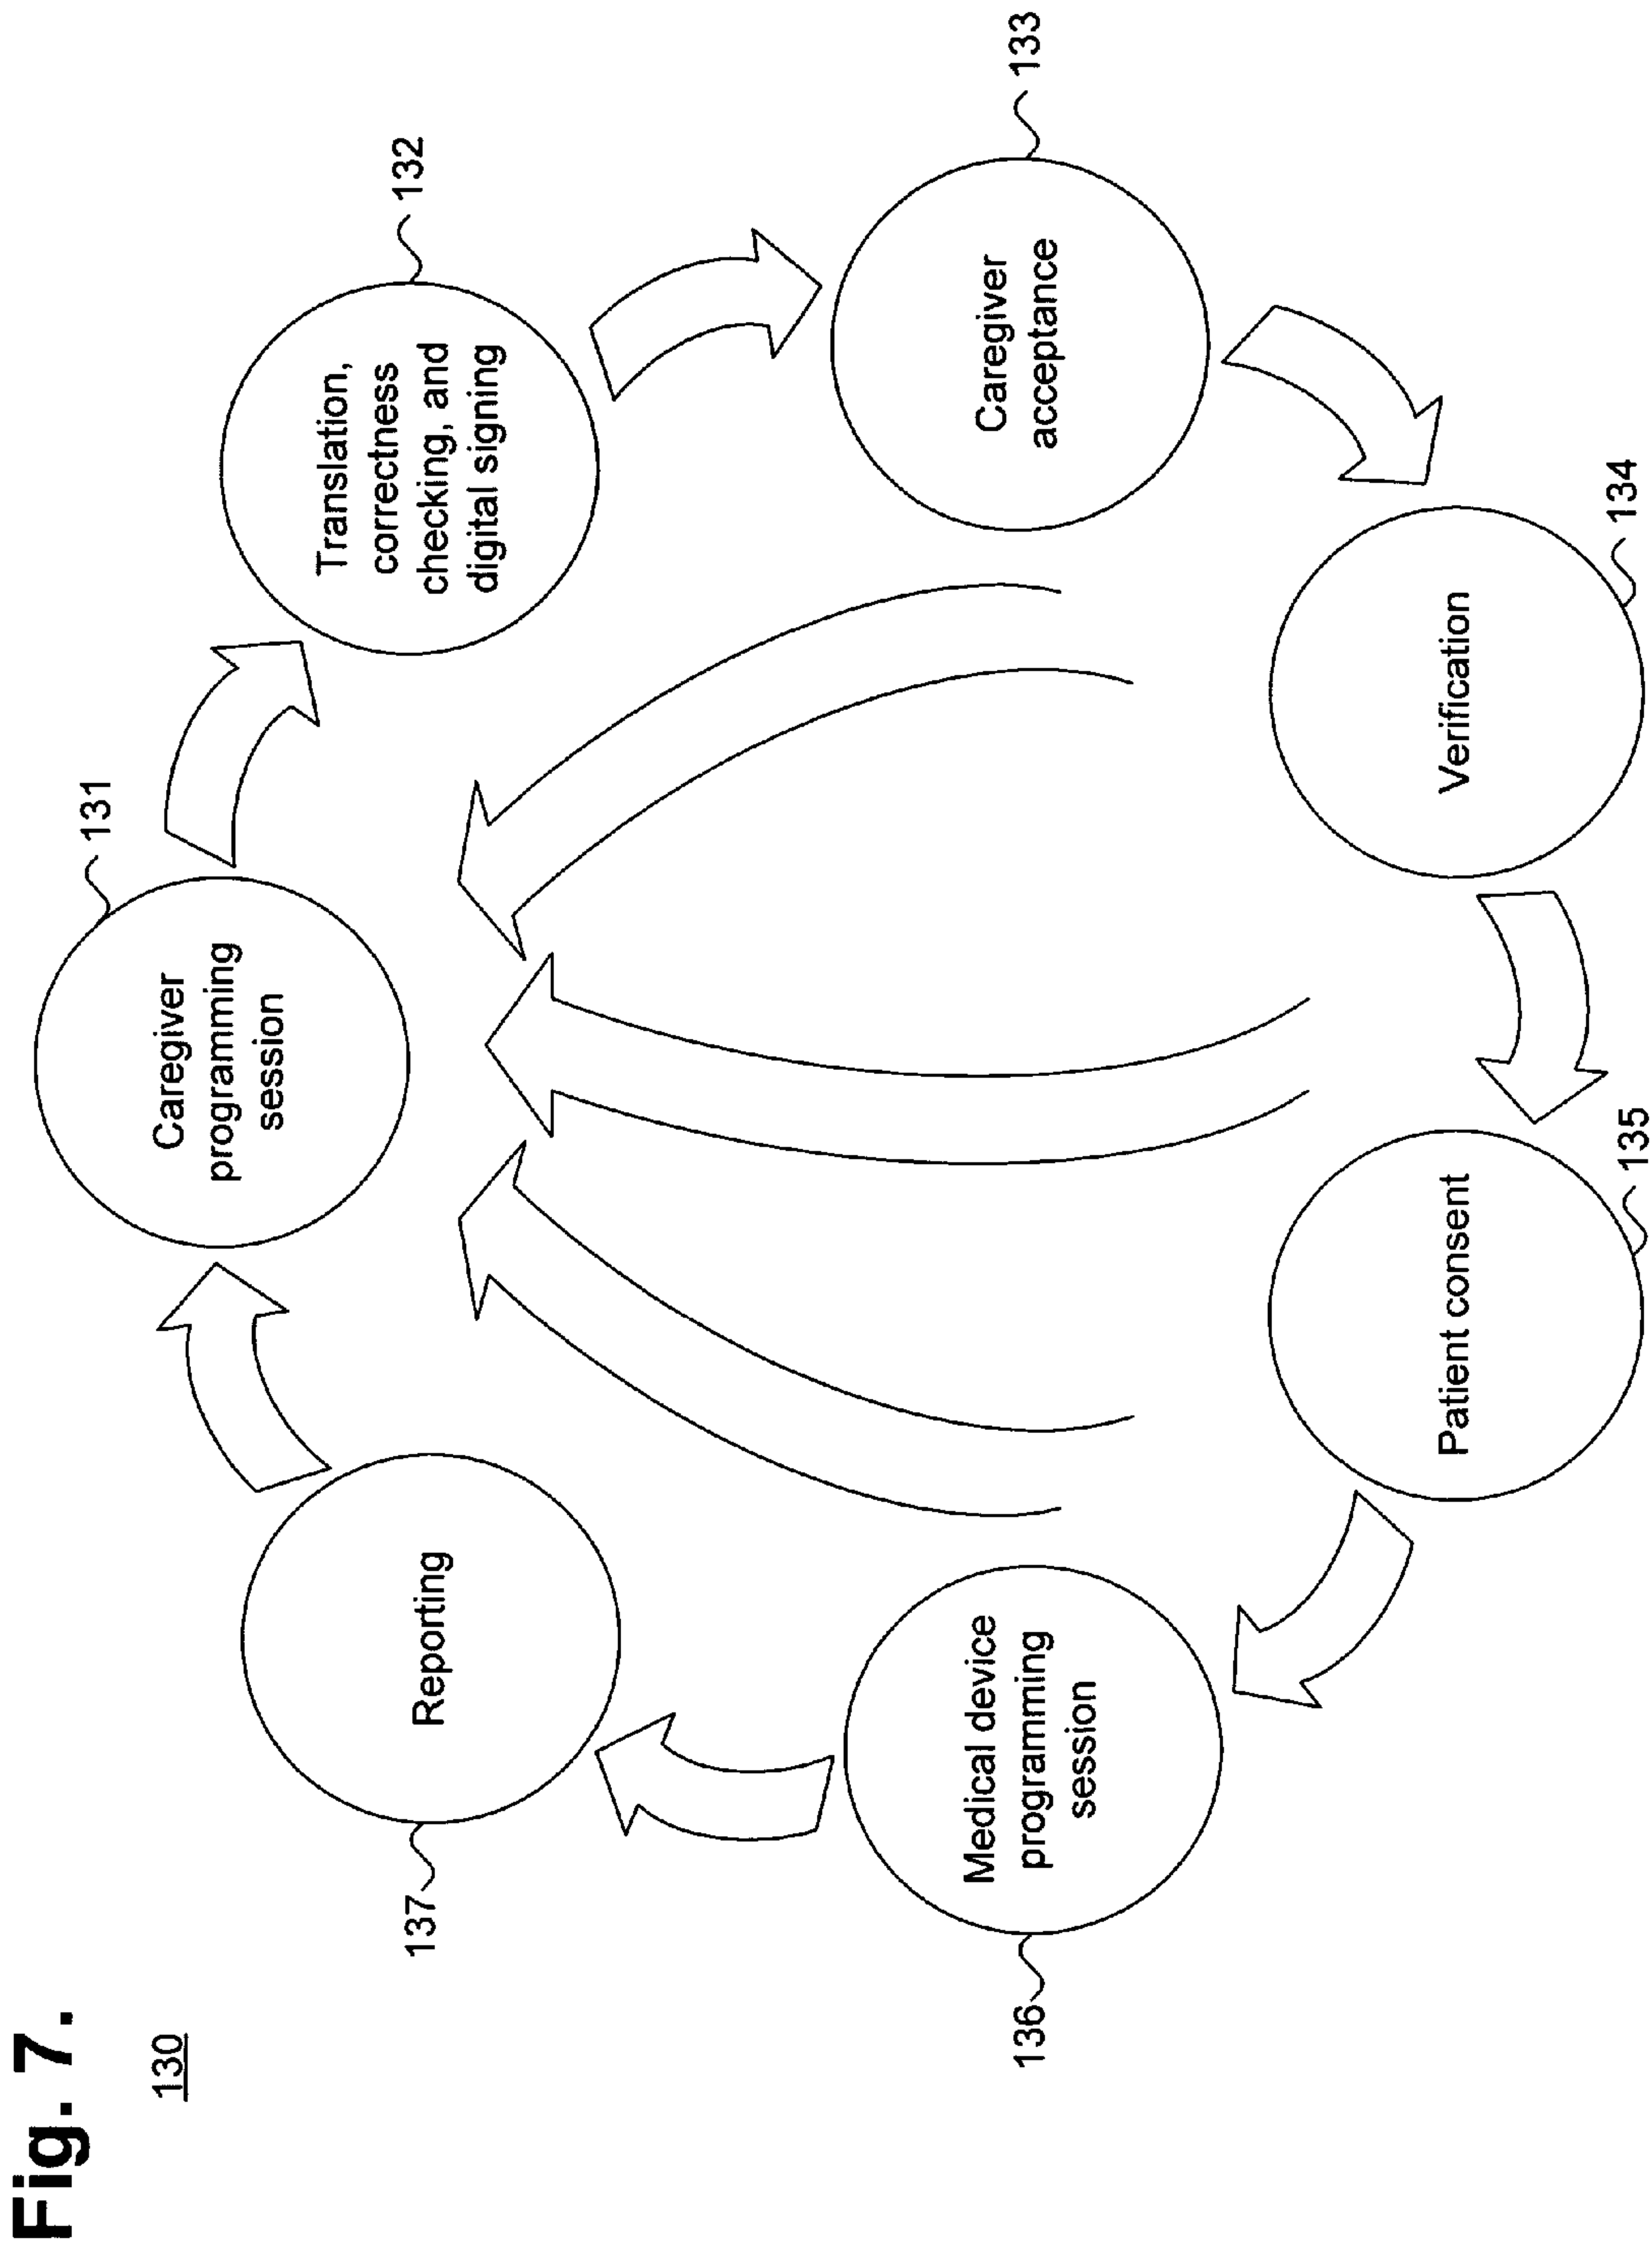 Fig. 7.
130
131
Caregiver
programming
session
132
Translation,
correctness
checking, and
digital signing
133
Caregiver
acceptance
134
Verification
135
Patient consent
136
Medical device
programming
session
137
Reporting